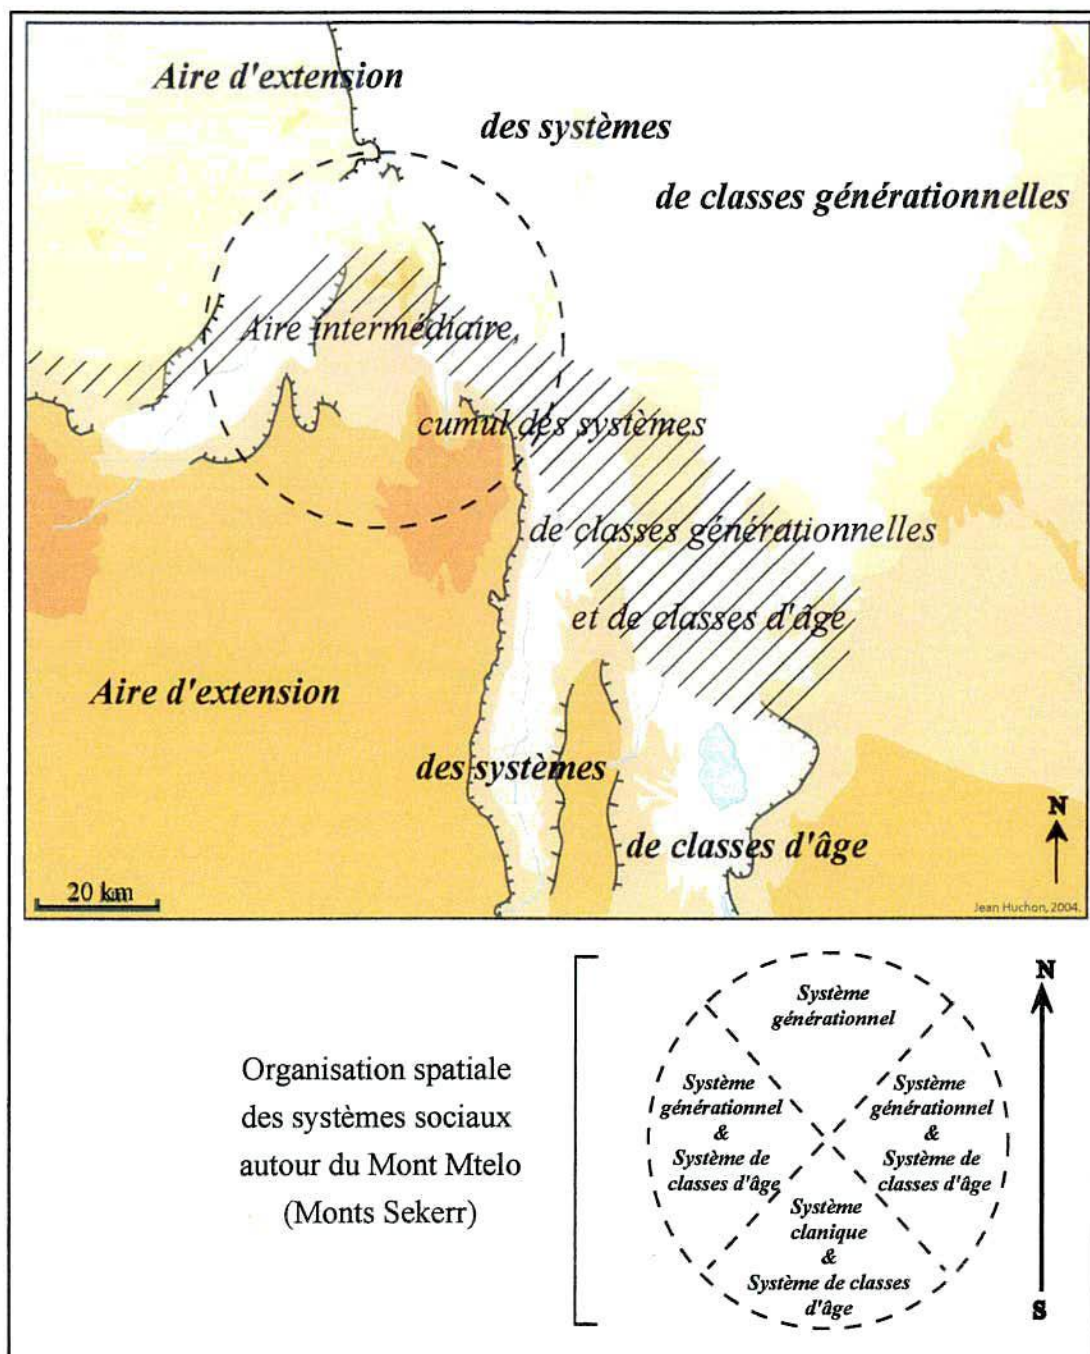 Aire d'extension
des systèmes
de classes générationnelles
Aire intermédiaire,
cumul des systèmes
de classes générationnelles
et de classes d'âge
Aire d'extension
des systèmes
de classes d'âge
N
20 km
Jean Huchon, 2004.
Organisation spatiale
des systèmes sociaux
autour du Mont Mtelo
(Monts Sekerr)
Système
générationnel
Système
générationnel
&
Système de
classes d'âge
Système
générationnel
&
Système de
classes d'âge
Système
clanique
&
Système de classes
d'âge
N
S